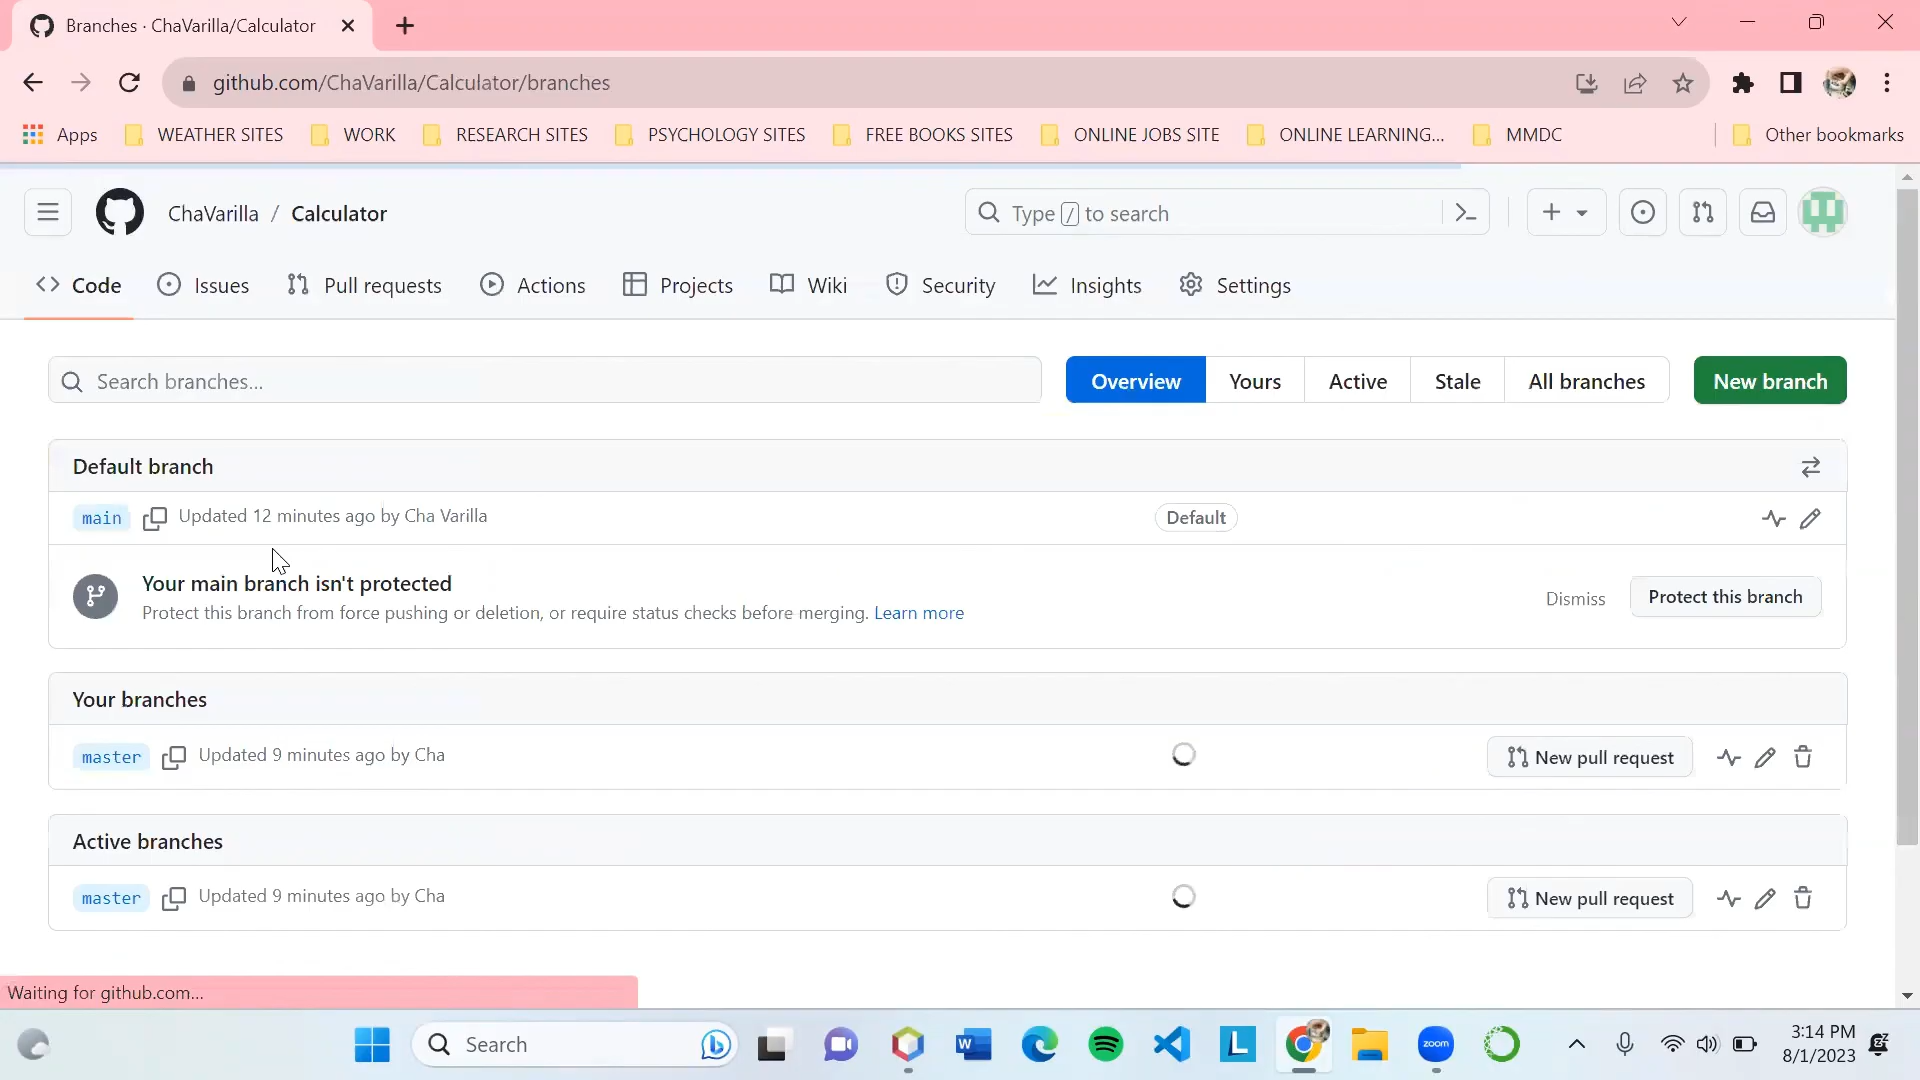 Branches · ChaVarilla/Calculator
github.com/ChaVarilla/Calculator/branches
Apps WEATHER SITES WORK RESEARCH SITES PSYCHOLOGY SITES FREE BOOKS SITES ONLINE JOBS SITE ONLINE LEARNING... MMDC Other bookmarks
ChaVarilla / Calculator Type / to search
Code Issues Pull requests Actions Projects Wiki Security Insights Settings
Search branches... Overview Yours Active Stale All branches New branch
Default branch
main Updated 12 minutes ago by Cha Varilla Default
Your main branch isn't protected
Protect this branch from force pushing or deletion, or require status checks before merging. Learn more Dismiss Protect this branch
Your branches
master Updated 9 minutes ago by Cha New pull request
Active branches
master Updated 9 minutes ago by Cha New pull request
Waiting for github.com...
Search W L zoom 3:14 PM
8/1/2023